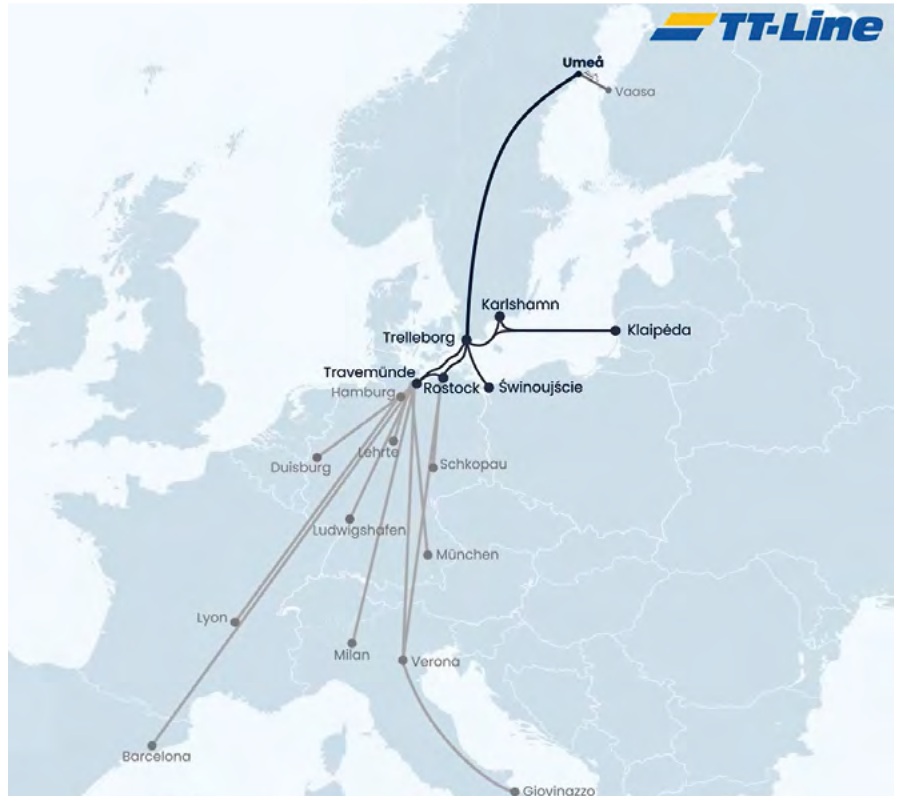 TT-Line
Umeå
Vaasa
Karlshamn
Klaipėda
Trelleborg
Travemünde
Rostock
Świnoujście
Hamburg
Lehrte
Duisburg
Schkopau
Ludwigshafen
München
Lyon
Milan
Verona
Barcelona
Giovinazzo